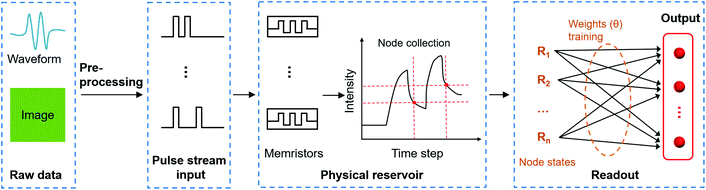 Waveform
Image
Raw data
Pre-
processing
...
Pulse stream
input
...
Memristors
Node collection
Intensity
Time step
Physical reservoir
Weights (θ)
training
Output
R1
R2
...
Rn
Node states
Readout